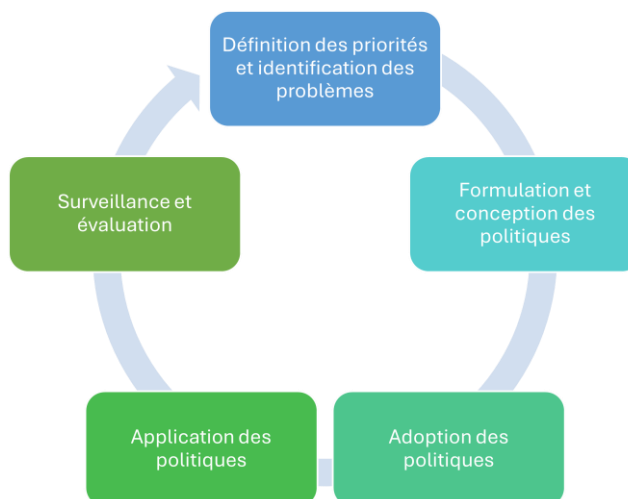 Définition des priorités
et identification des
problèmes
Formulation et
conception des
politiques
Adoption des
politiques
Application des
politiques
Surveillance et
évaluation